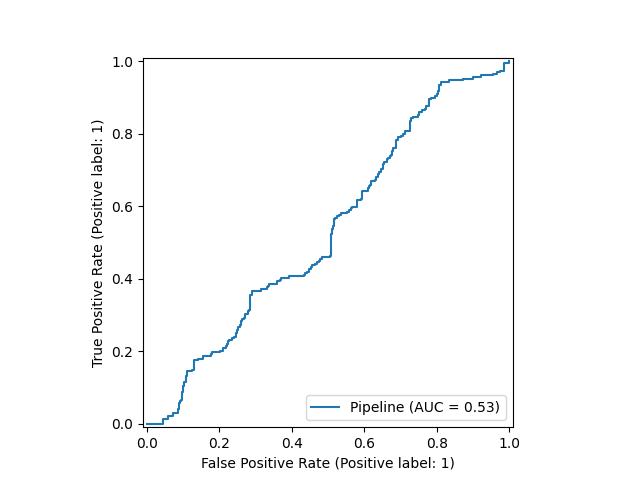 1.0
0.8
0.6
0.4
0.2
0.0
True Positive Rate (Positive label: 1)
Pipeline (AUC = 0.53)
0.0 0.2 0.4 0.6 0.8 1.0
False Positive Rate (Positive label: 1)